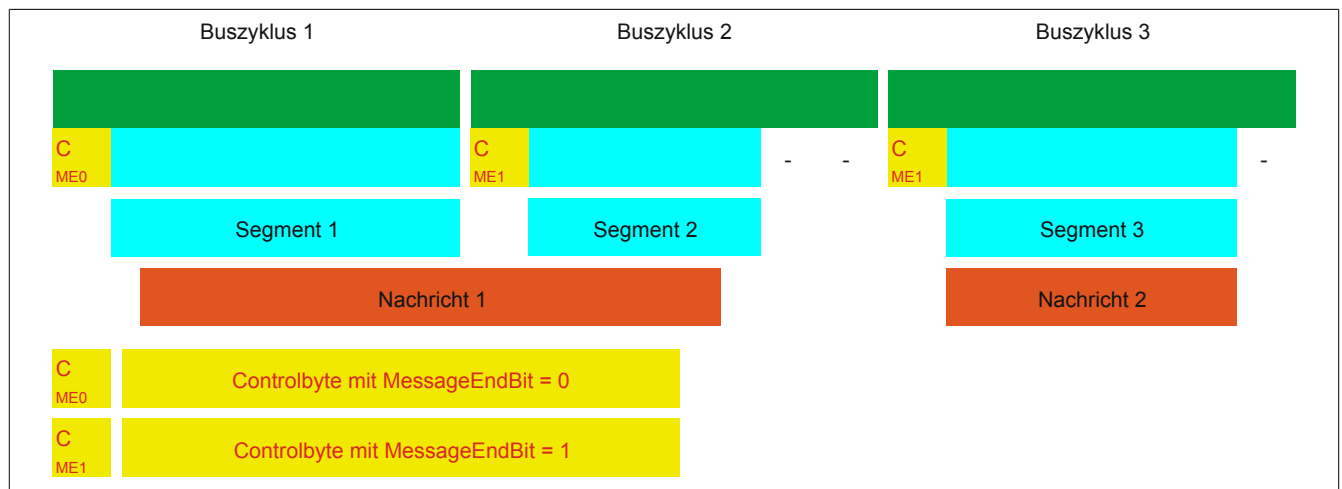 Buszyklus 1 Buszyklus 2 Buszyklus 3
C C - - C -
ME0 ME1 ME1
Segment 1 Segment 2 Segment 3
Nachricht 1 Nachricht 2
C
ME0
Controlbyte mit MessageEndBit = 0
C
ME1
Controlbyte mit MessageEndBit = 1